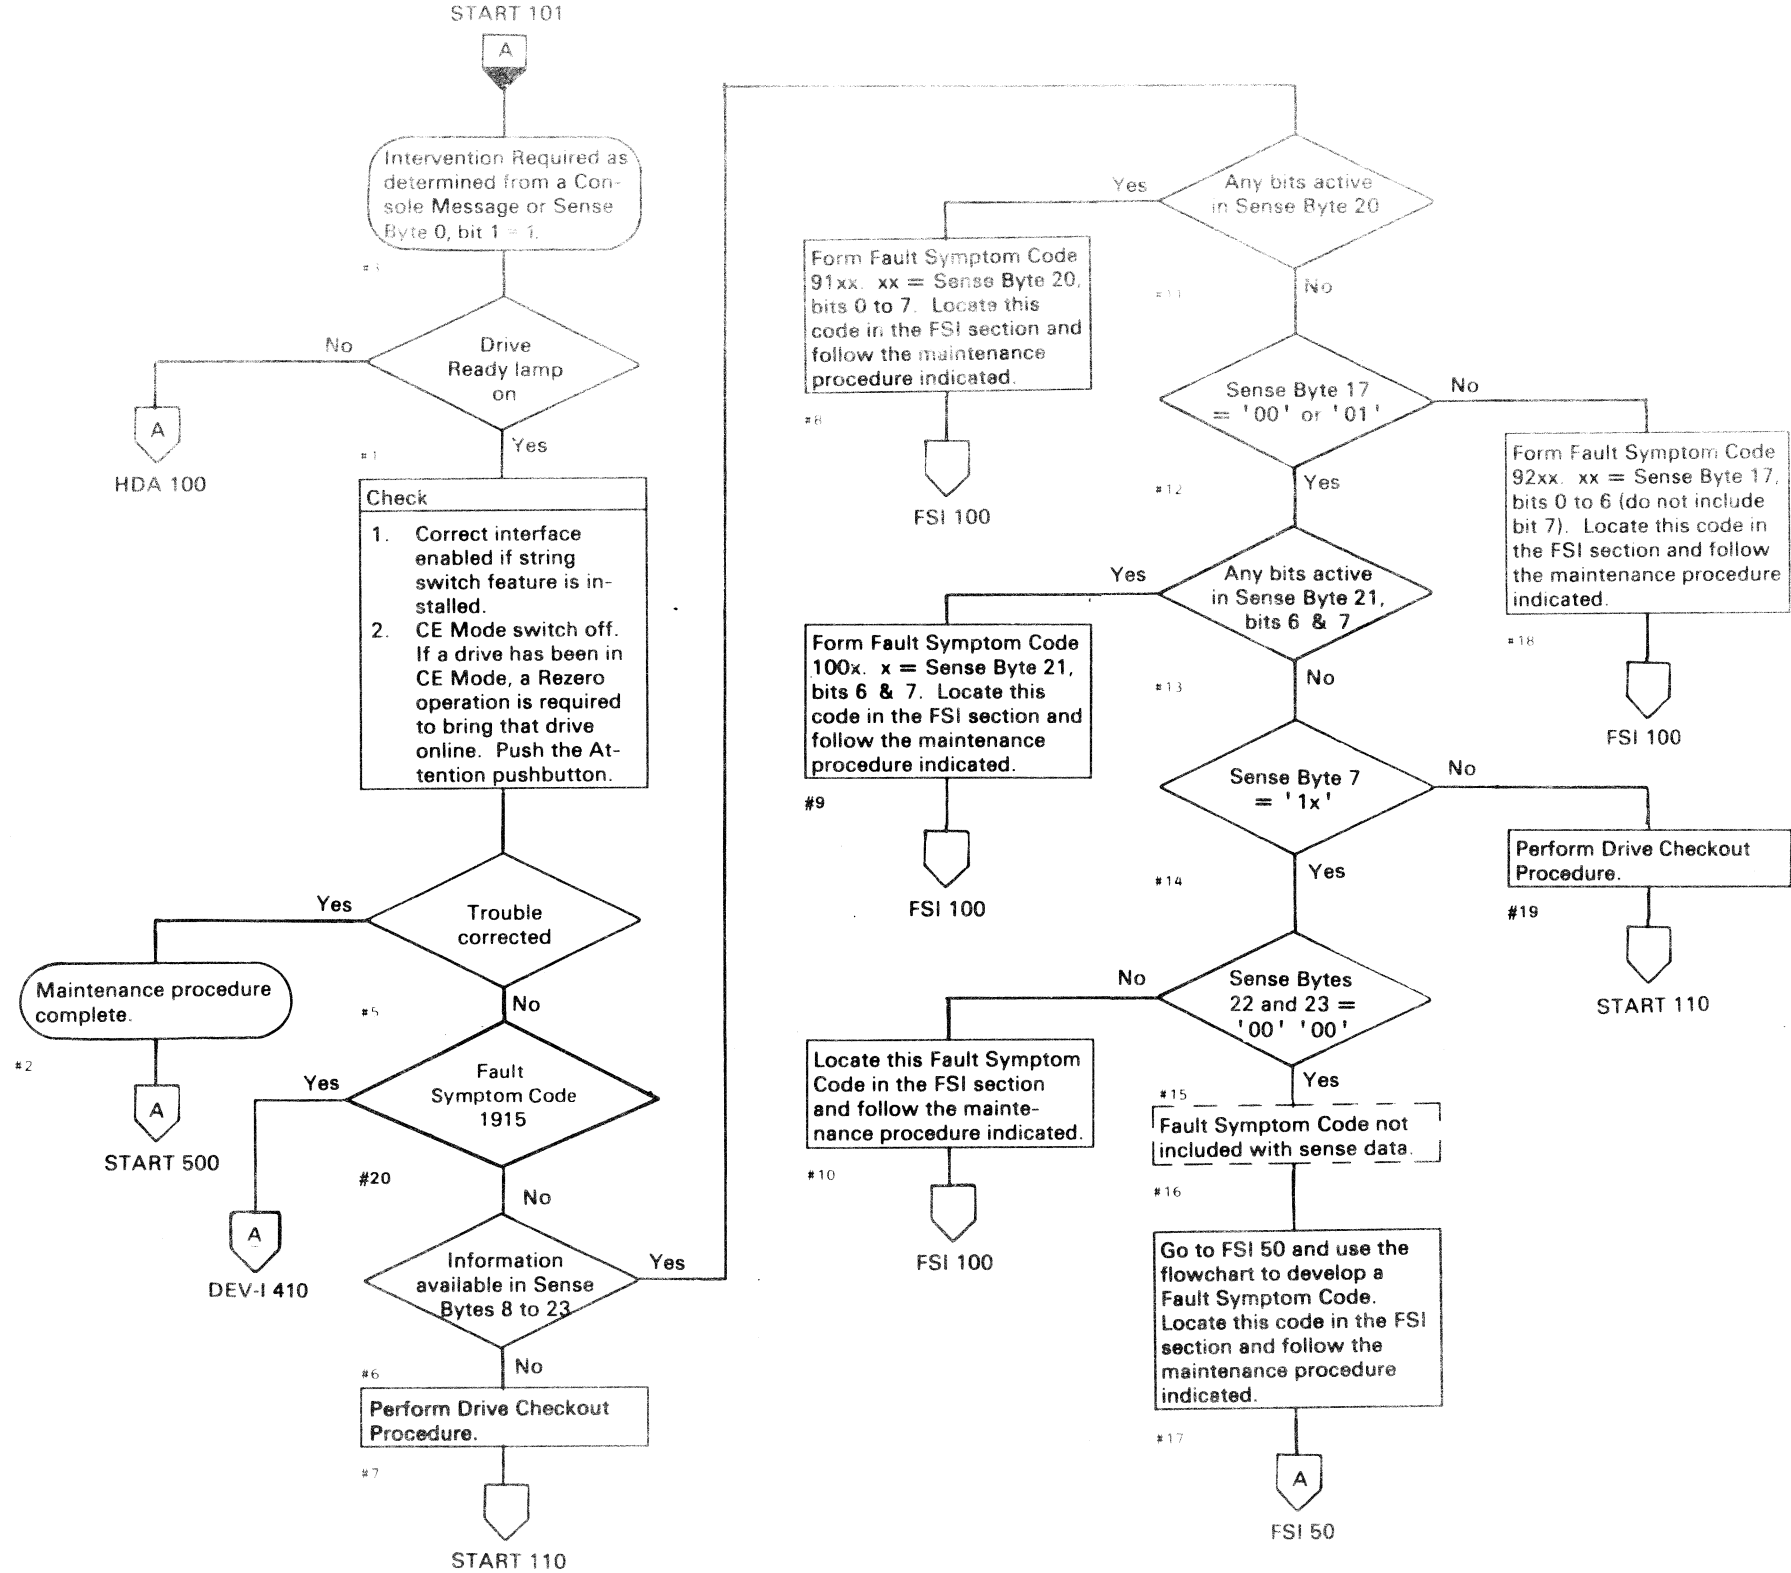 START 101
A
Intervention Required as
determined from a Con-
sole Message or Sense
Byte 0, bit 1 = 1.
#3
Drive
Ready lamp
on
No
A
HDA 100
Yes
#1
Check
1. Correct interface
enabled if string
switch feature is in-
stalled.
2. CE Mode switch off.
If a drive has been in
CE Mode, a Rezero
operation is required
to bring that drive
online. Push the At-
tention pushbutton.
Trouble
corrected
Yes
Maintenance procedure
complete.
#2
A
START 500
No
#5
Fault
Symptom Code
1915
Yes
A
DEV-I 410
#20
No
Information
available in Sense
Bytes 8 to 23
Yes
No
#6
Perform Drive Checkout
Procedure.
#7
START 110
Any bits active
in Sense Byte 20
Yes
Form Fault Symptom Code
91xx. xx = Sense Byte 20,
bits 0 to 7. Locate this
code in the FSI section and
follow the maintenance
procedure indicated.
#8
FSI 100
No
#11
Sense Byte 17
= '00' or '01'
No
Form Fault Symptom Code
92xx. xx = Sense Byte 17,
bits 0 to 6 (do not include
bit 7). Locate this code in
the FSI section and follow
the maintenance procedure
indicated.
#18
FSI 100
Yes
#12
Any bits active
in Sense Byte 21,
bits 6 & 7
Yes
Form Fault Symptom Code
100x. x = Sense Byte 21,
bits 6 & 7. Locate this
code in the FSI section and
follow the maintenance
procedure indicated.
#9
FSI 100
No
#13
Sense Byte 7
= '1x'
No
Perform Drive Checkout
Procedure.
#19
START 110
Yes
#14
Sense Bytes
22 and 23 =
'00' '00'
No
Locate this Fault Symptom
Code in the FSI section
and follow the mainte-
nance procedure indicated.
#10
FSI 100
Yes
#15
Fault Symptom Code not
included with sense data.
#16
Go to FSI 50 and use the
flowchart to develop a
Fault Symptom Code.
Locate this code in the FSI
section and follow the
maintenance procedure
indicated.
#17
A
FSI 50